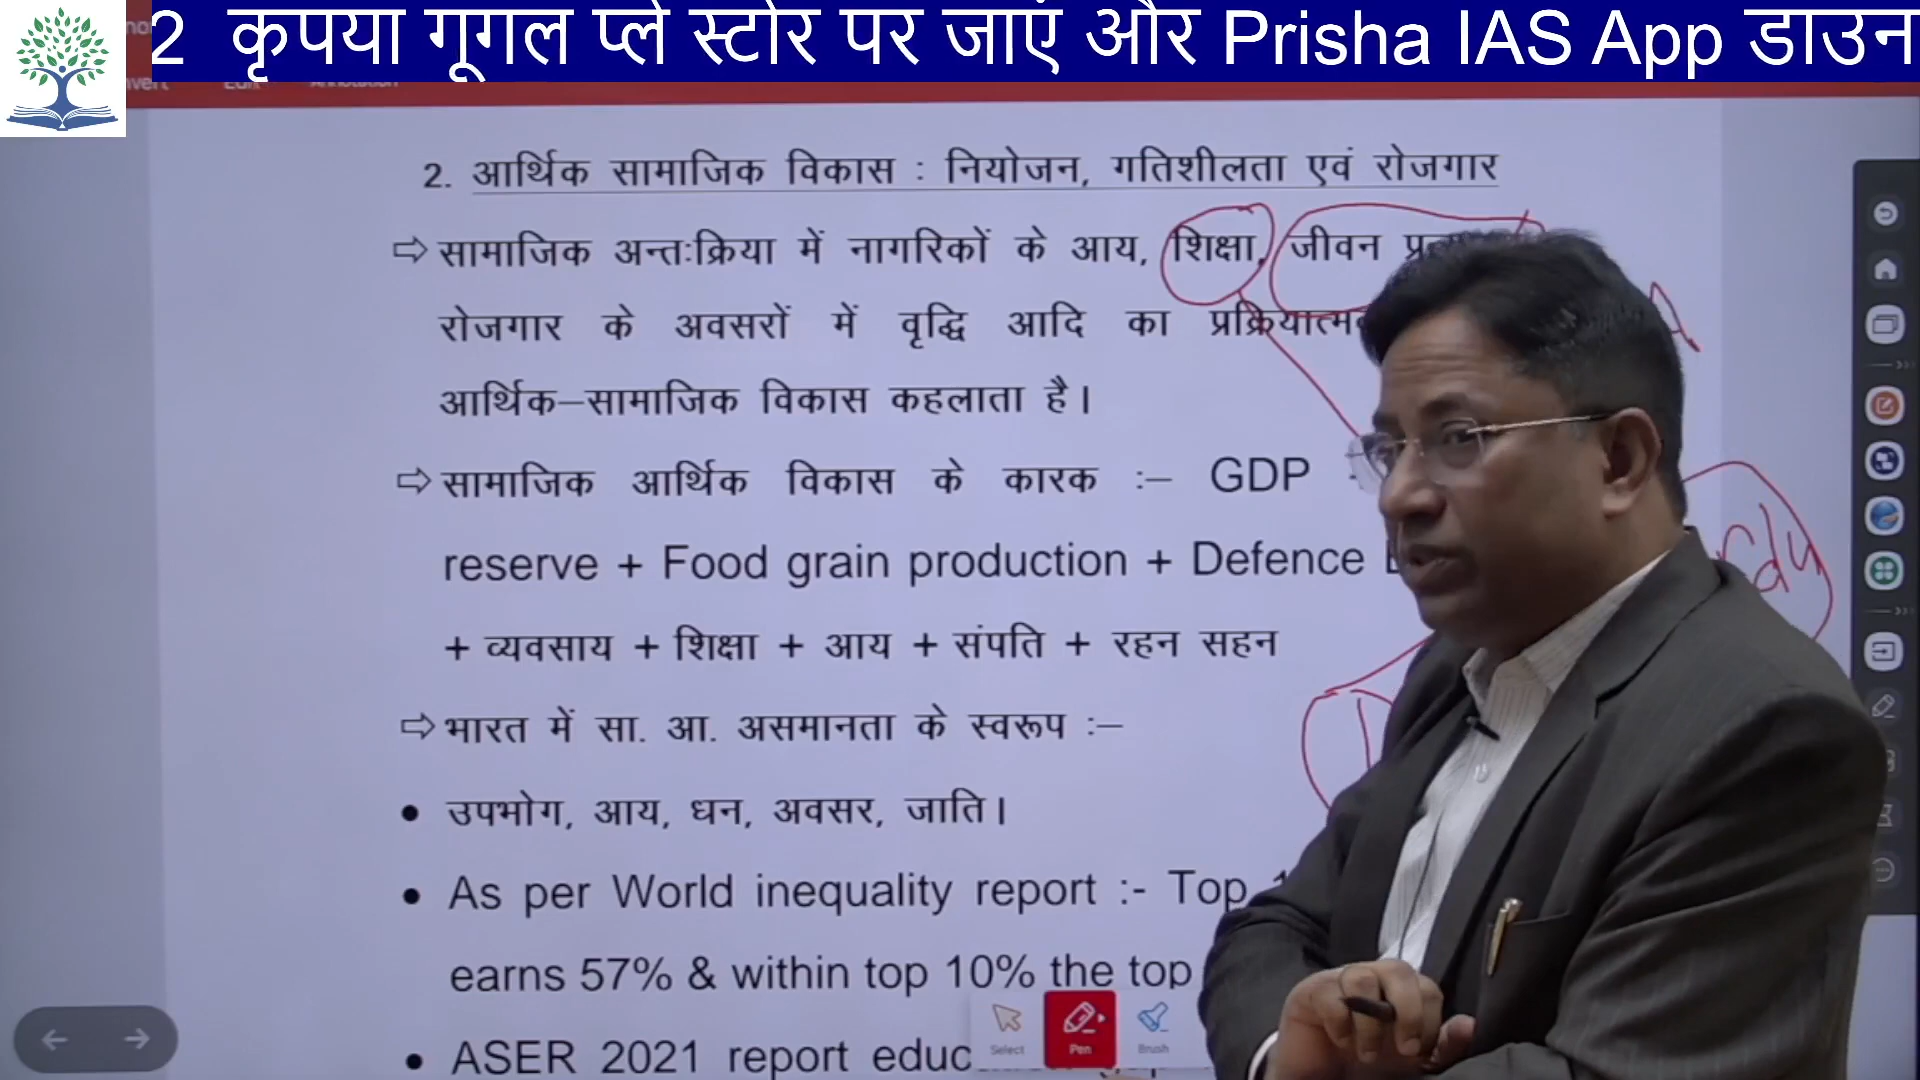 2 कृपया गूगल प्ले स्टोर पर जाएं और Prisha IAS App डाउन
2. आर्थिक सामाजिक विकास : नियोजन, गतिशीलता एवं रोजगार
⇨ सामाजिक अन्तःक्रिया में नागरिकों के आय, शिक्षा, जीवन
रोजगार के अवसरों में वृद्धि आदि का
आर्थिक–सामाजिक विकास कहलाता है।
⇨ सामाजिक आर्थिक विकास के कारक :– GDP
reserve + Food grain production + Defence
+ व्यवसाय + शिक्षा + आय + संपति + रहन सहन
⇨ भारत में सा. आ. असमानता के स्वरूप :–
• उपभोग, आय, धन, अवसर, जाति।
• As per World inequality report :- Top
earns 57% & within top 10% the top
• ASER 2021 report
Select
Pen
Brush